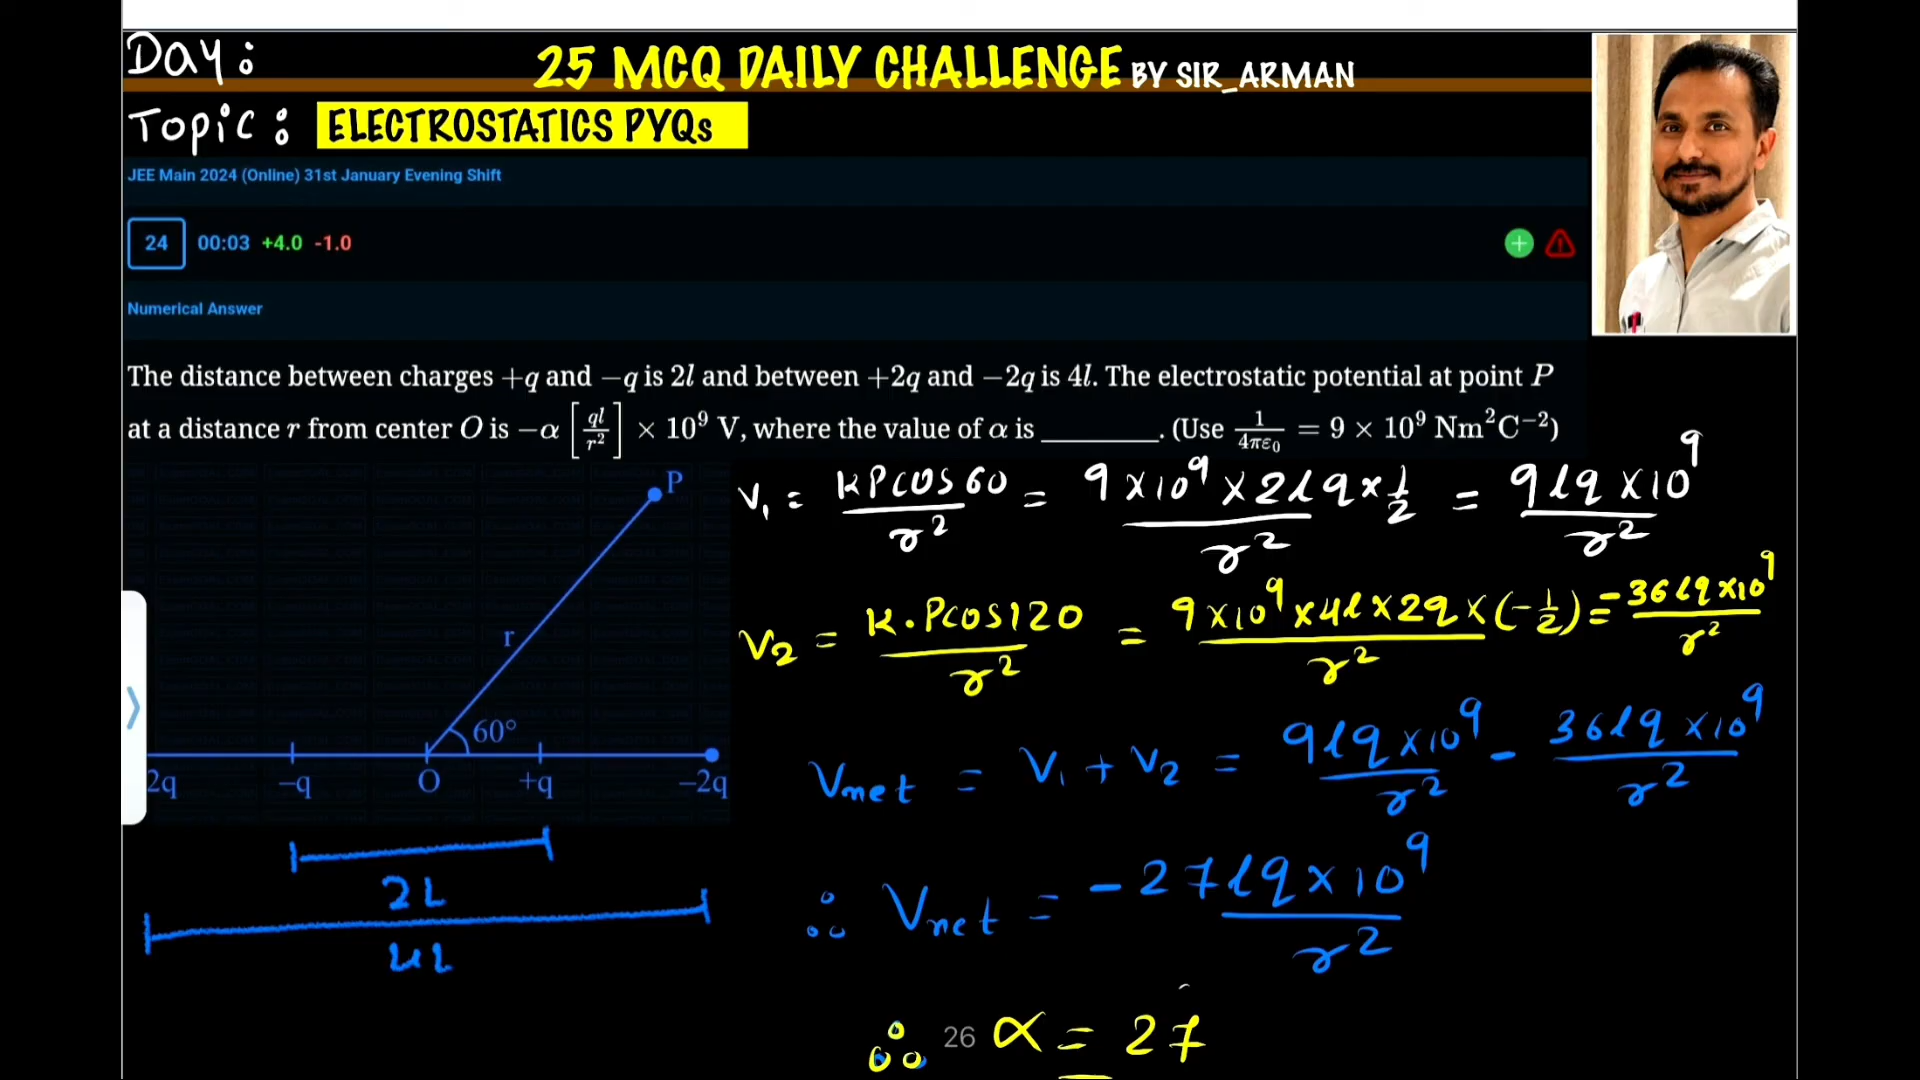 Day:
25 MCQ DAILY CHALLENGE BY SIR_ARMAN
Topic: ELECTROSTATICS PYQs
JEE Main 2024 (Online) 31st January Evening Shift
24 00:03 +4.0 -1.0
Numerical Answer
The distance between charges +q and −q is 2l and between +2q and −2q is 4l. The electrostatic potential at point P
at a distance r from center O is −α [ql/r²] × 10⁹ V, where the value of α is ______. (Use 1/4πε₀ = 9 × 10⁹ Nm²C⁻²)
V₁ = kPcos60/r² = 9×10⁹×2lq×1/2/r² = 9lq×10⁹/r²
V₂ = k.Pcos120/r² = 9×10⁹×4l×2q×(-1/2)/r² = -36lq×10⁹/r²
Vnet = V₁ + V₂ = 9lq×10⁹/r² - 36lq×10⁹/r²
∴ Vnet = -27lq×10⁹/r²
∴ α = 27
P
r
60°
2q −q O +q −2q
2L
4L
26